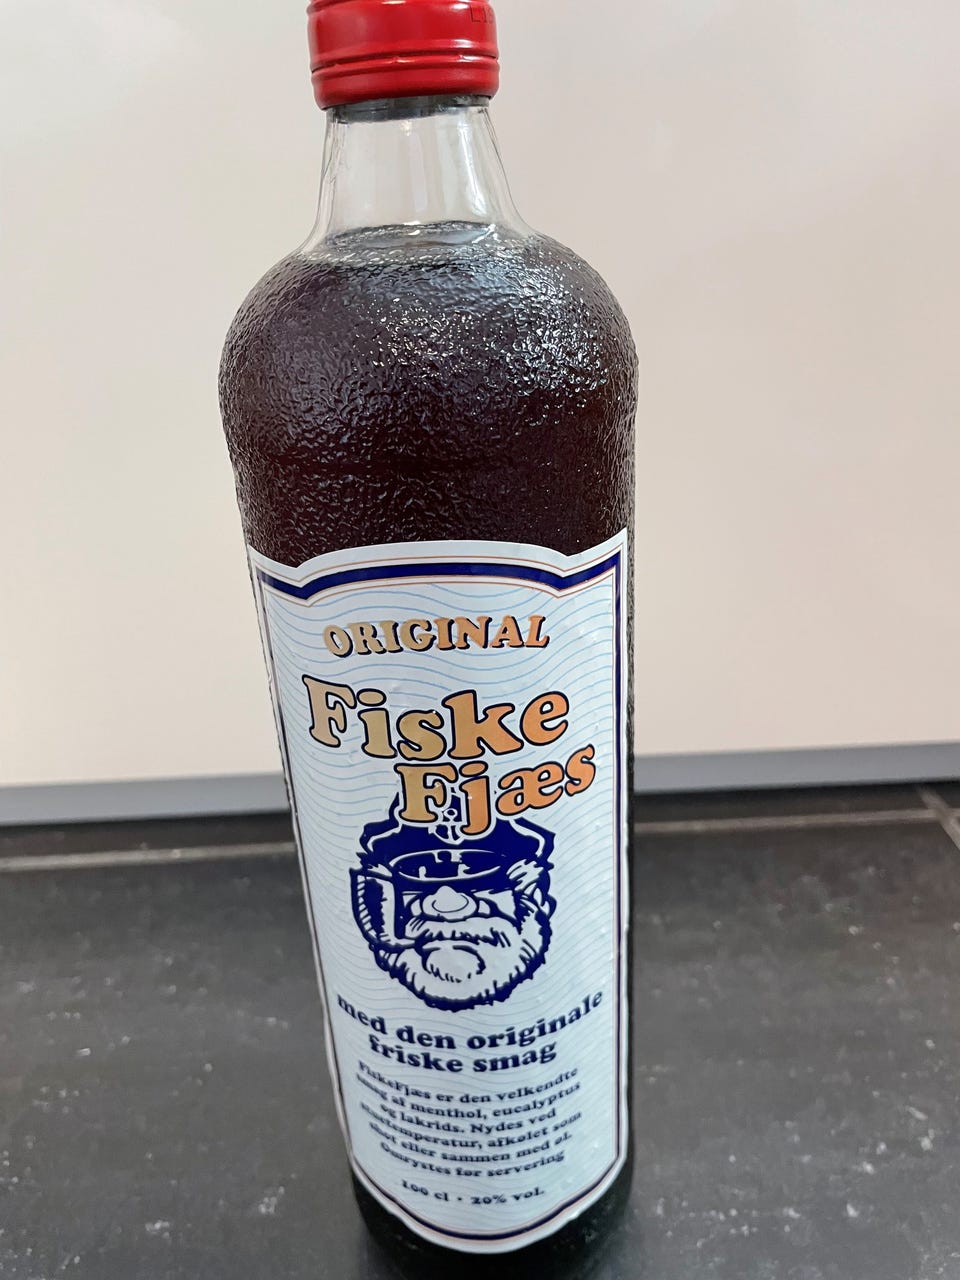 ORIGINAL
Fiske
Fjæs
med den originale
friske smag
FiskeFjæs er den velkendte
smag af menthol, eucalyptus
og lakrids. Nydes ved
stuetemperatur, afkølet som
shot eller sammen med øl.
Omrystes før servering
100 cl • 20% vol.